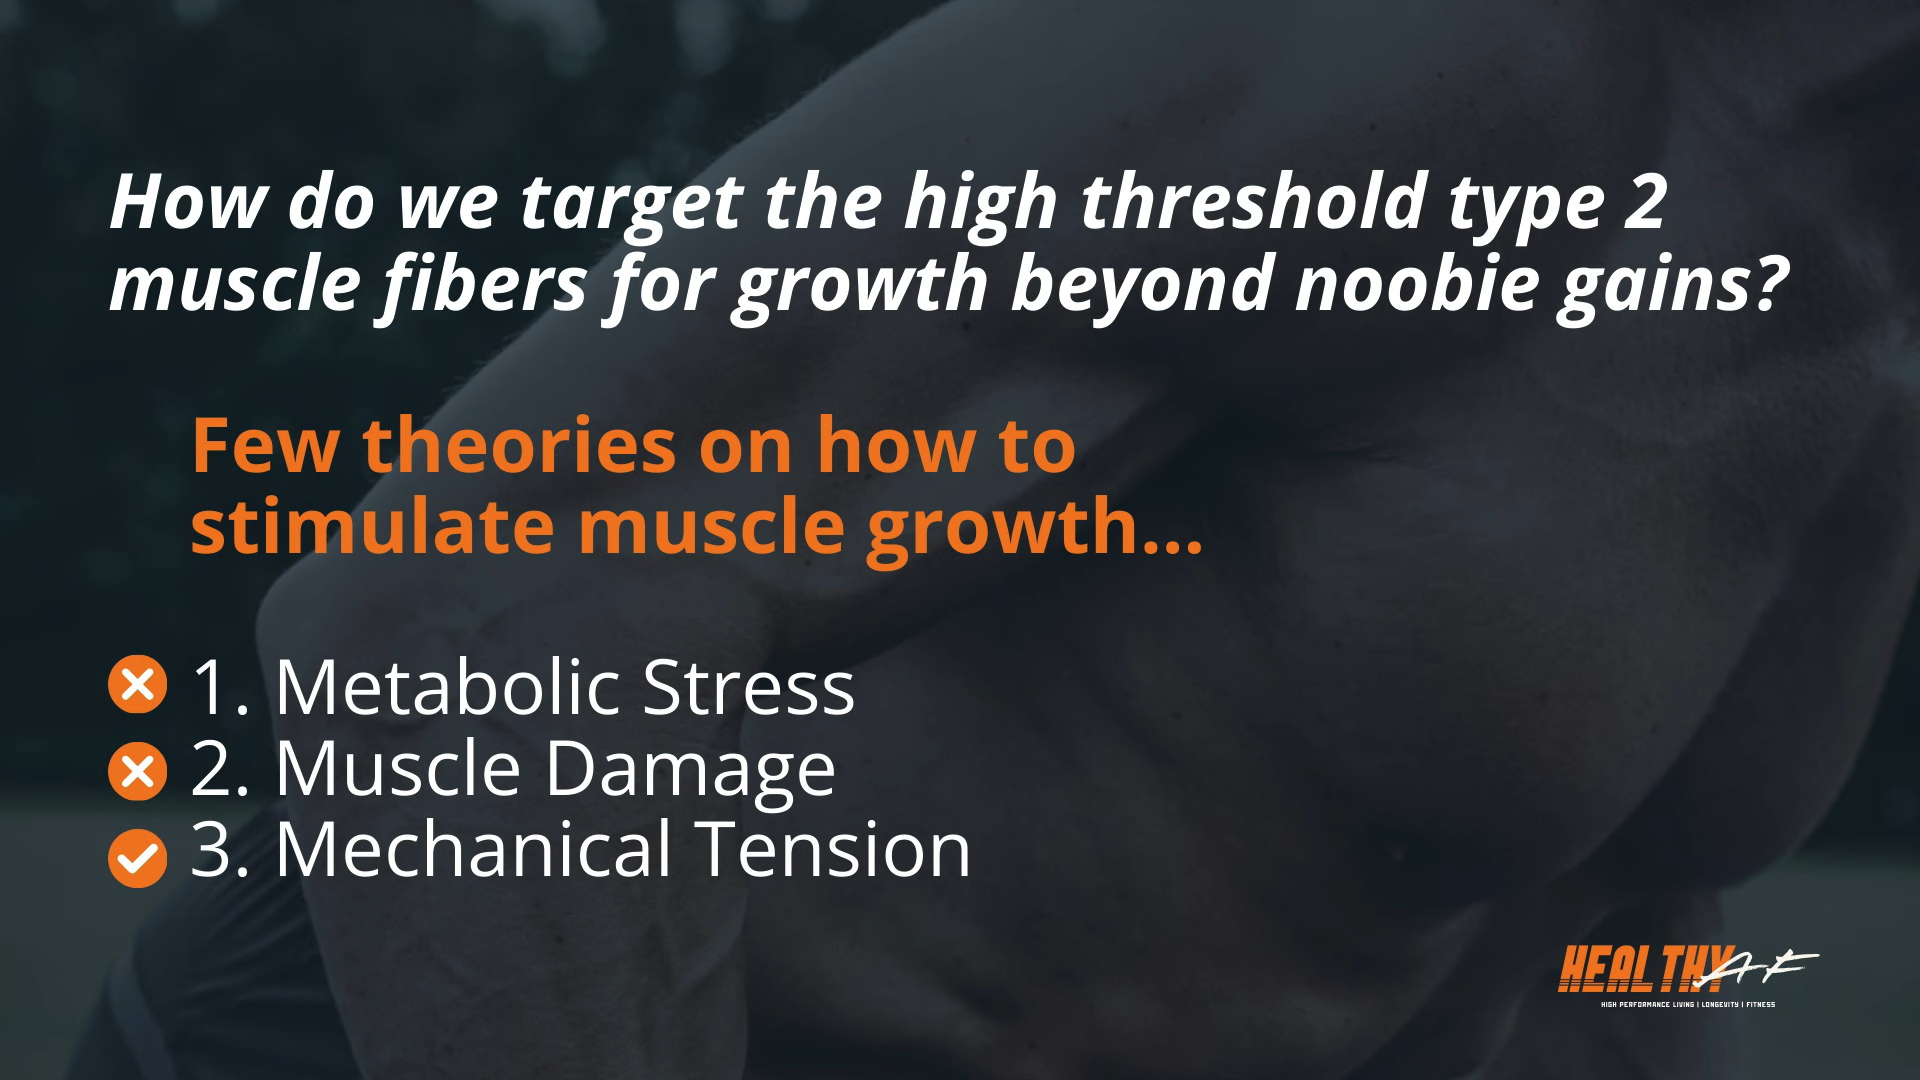 How do we target the high threshold type 2
muscle fibers for growth beyond noobie gains?
Few theories on how to
stimulate muscle growth...
1. Metabolic Stress
2. Muscle Damage
3. Mechanical Tension
HEALTHY AF
HIGH PERFORMANCE LIVING | LONGEVITY | FITNESS